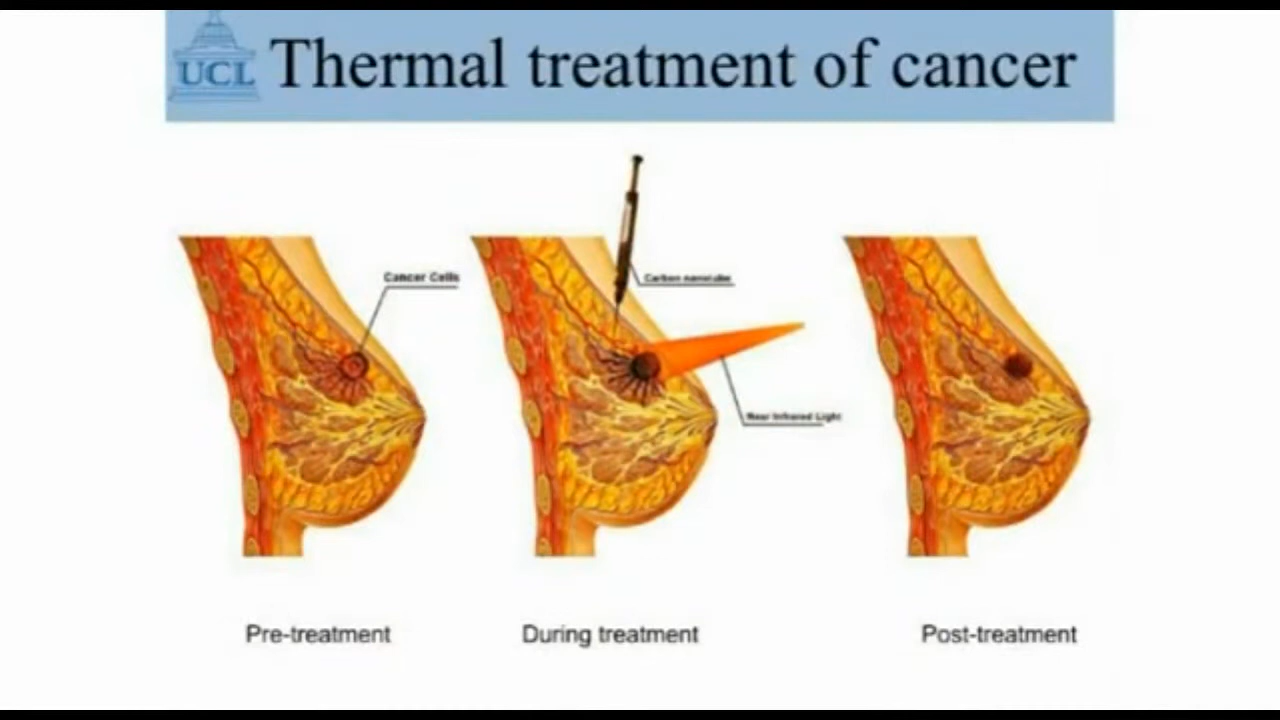 UCL Thermal treatment of cancer
Cancer Cells
Carbon nanotube
Near Infrared Light
Pre-treatment
During treatment
Post-treatment